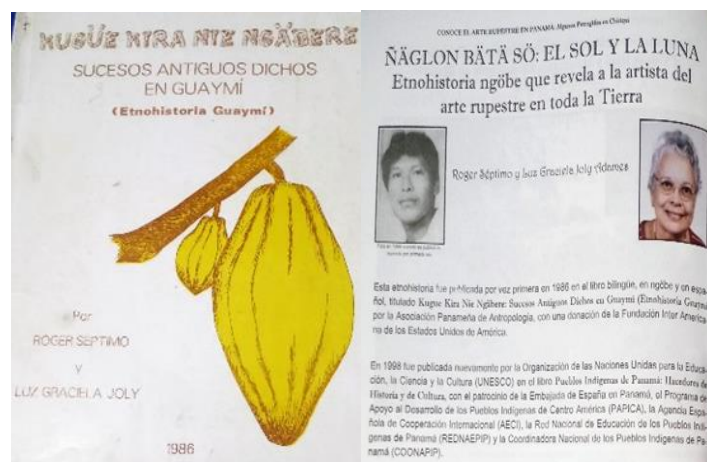 KUGÜE KIRA NIE NGÄBERE
SUCESOS ANTIGUOS DICHOS
EN GUAYMÍ
(Etnohistoria Guaymí)
Por
ROGER SEPTIMO
Y
LUZ GRACIELA JOLY
1986
CONOCE EL ARTE RUPESTRE EN PANAMÁ: Algunos Petroglifos en Chiriquí
ÑÄGLON BÄTÄ SÖ: EL SOL Y LA LUNA
Etnohistoria ngöbe que revela a la artista del
arte rupestre en toda la Tierra
Roger Séptimo y Luz Graciela Joly Adames
Esta etnohistoria fue publicada por vez primera en 1986 en el libro bilingüe, en ngöbe y en espa-
ñol, titulado Kugue Kira Nie Ngäbere: Sucesos Antiguos Dichos en Guaymí (Etnohistoria Guaymí)
por la Asociación Panameña de Antropología, con una donación de la Fundación Inter America-
na de los Estados Unidos de América.
En 1998 fue publicada nuevamente por la Organización de las Naciones Unidas para la Educa-
ción, la Ciencia y la Cultura (UNESCO) en el libro Pueblos Indígenas de Panamá: Hacedores de
Historia y de Cultura, con el patrocinio de la Embajada de España en Panamá, el Programa de
Apoyo al Desarrollo de los Pueblos Indígenas de Centro América (PAPICA), la Agencia Espa-
ñola de Cooperación Internacional (AECI), la Red Nacional de Educación de los Pueblos Indí-
genas de Panamá (REDNAEPIP) y la Coordinadora Nacional de los Pueblos Indígenas de Pa-
namá (COONAPIP).